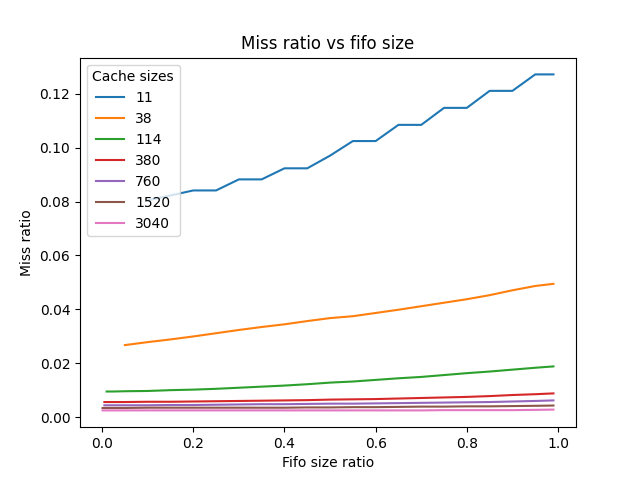 Miss ratio vs fifo size
Cache sizes
11
38
114
380
760
1520
3040
Miss ratio
0.12
0.10
0.08
0.06
0.04
0.02
0.00
0.0 0.2 0.4 0.6 0.8 1.0
Fifo size ratio